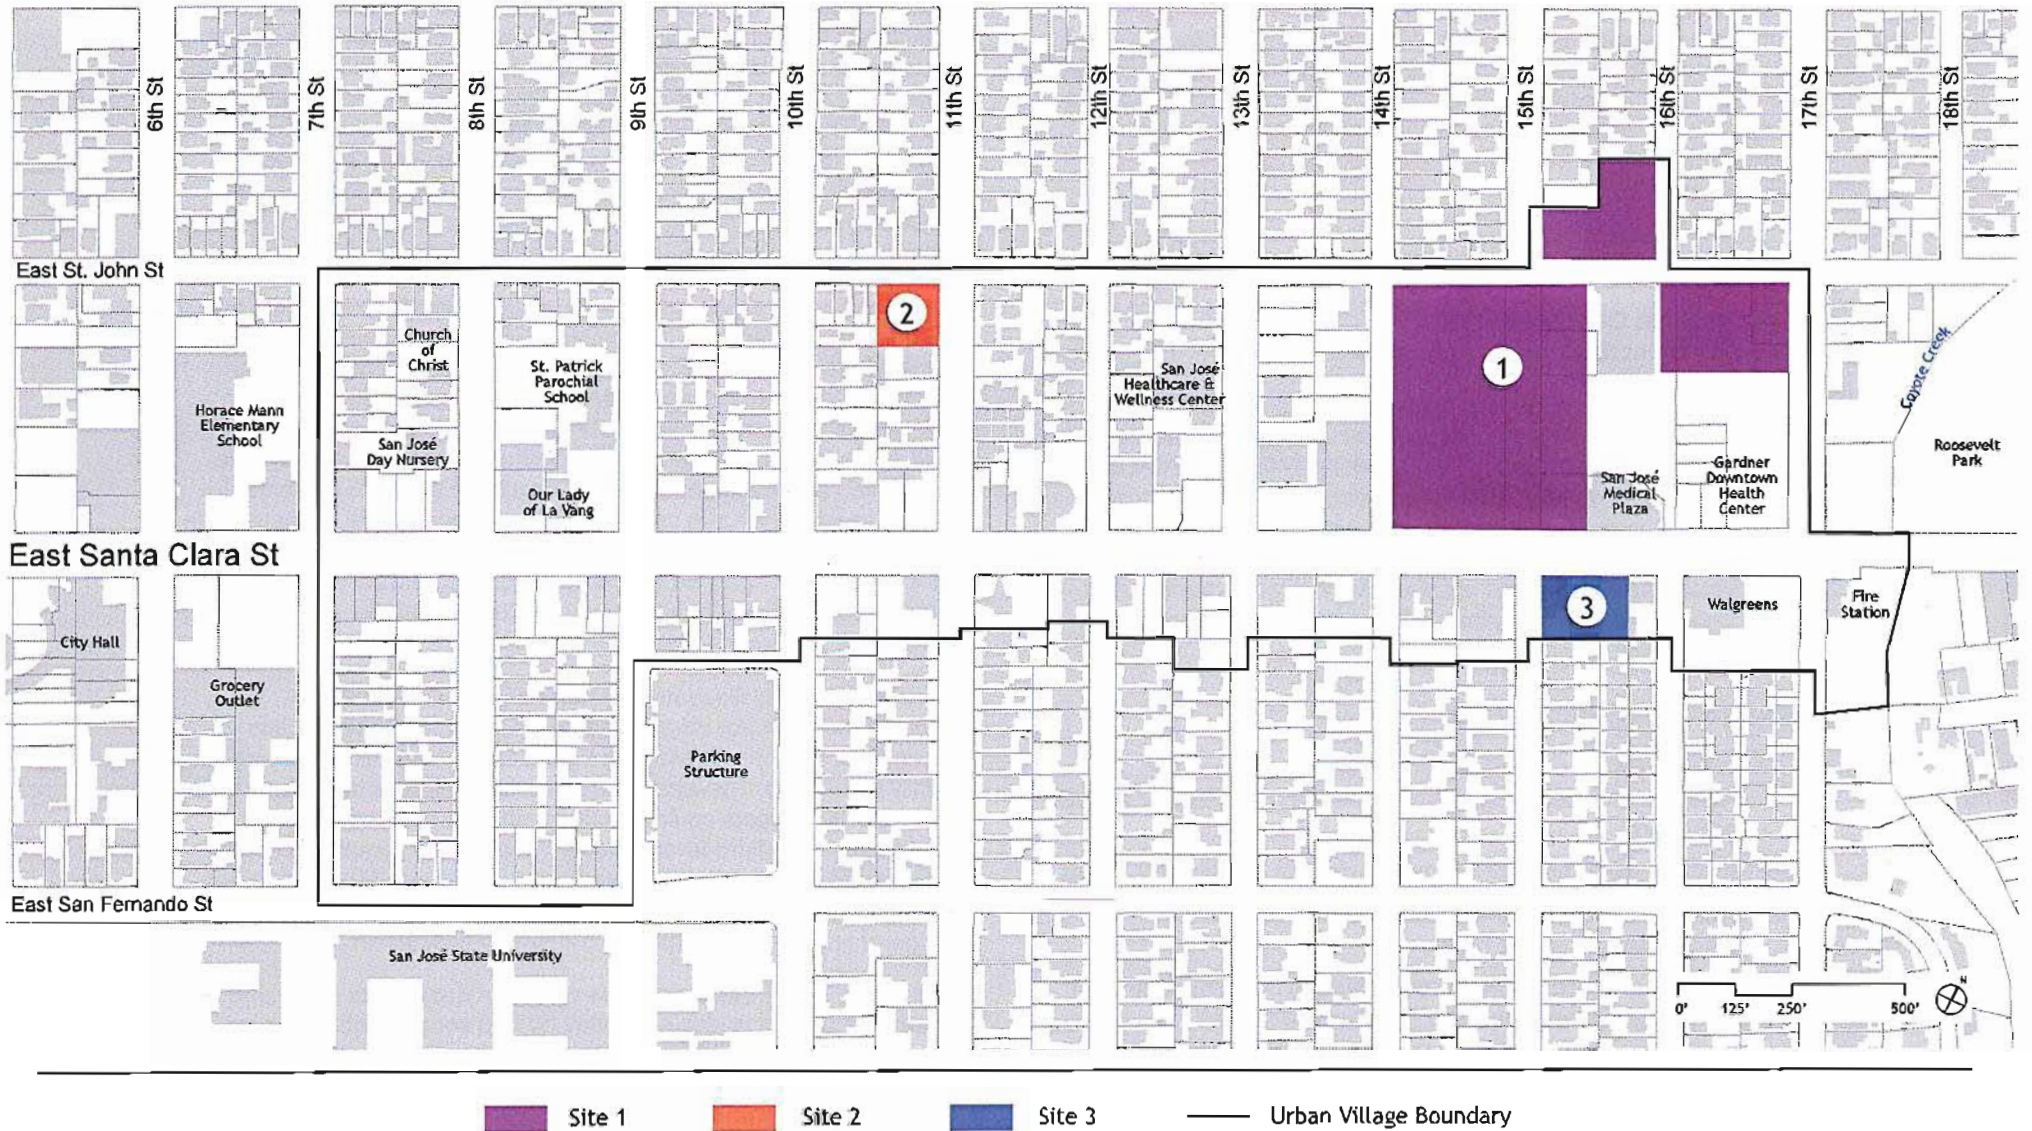 6th St
7th St
8th St
9th St
10th St
11th St
12th St
13th St
14th St
15th St
16th St
17th St
18th St
East St. John St
2
1
Church
of
Christ
St. Patrick
Parochial
School
San José
Healthcare &
Wellness Center
Coyote Creek
Horace Mann
Elementary
School
San José
Day Nursery
Our Lady
of La Vang
San José
Medical
Plaza
Gardner
Downtown
Health
Center
Roosevelt
Park
East Santa Clara St
City Hall
3
Walgreens
Fire
Station
Grocery
Outlet
Parking
Structure
East San Fernando St
San José State University
N
0' 125' 250' 500'
Site 1 Site 2 Site 3 Urban Village Boundary